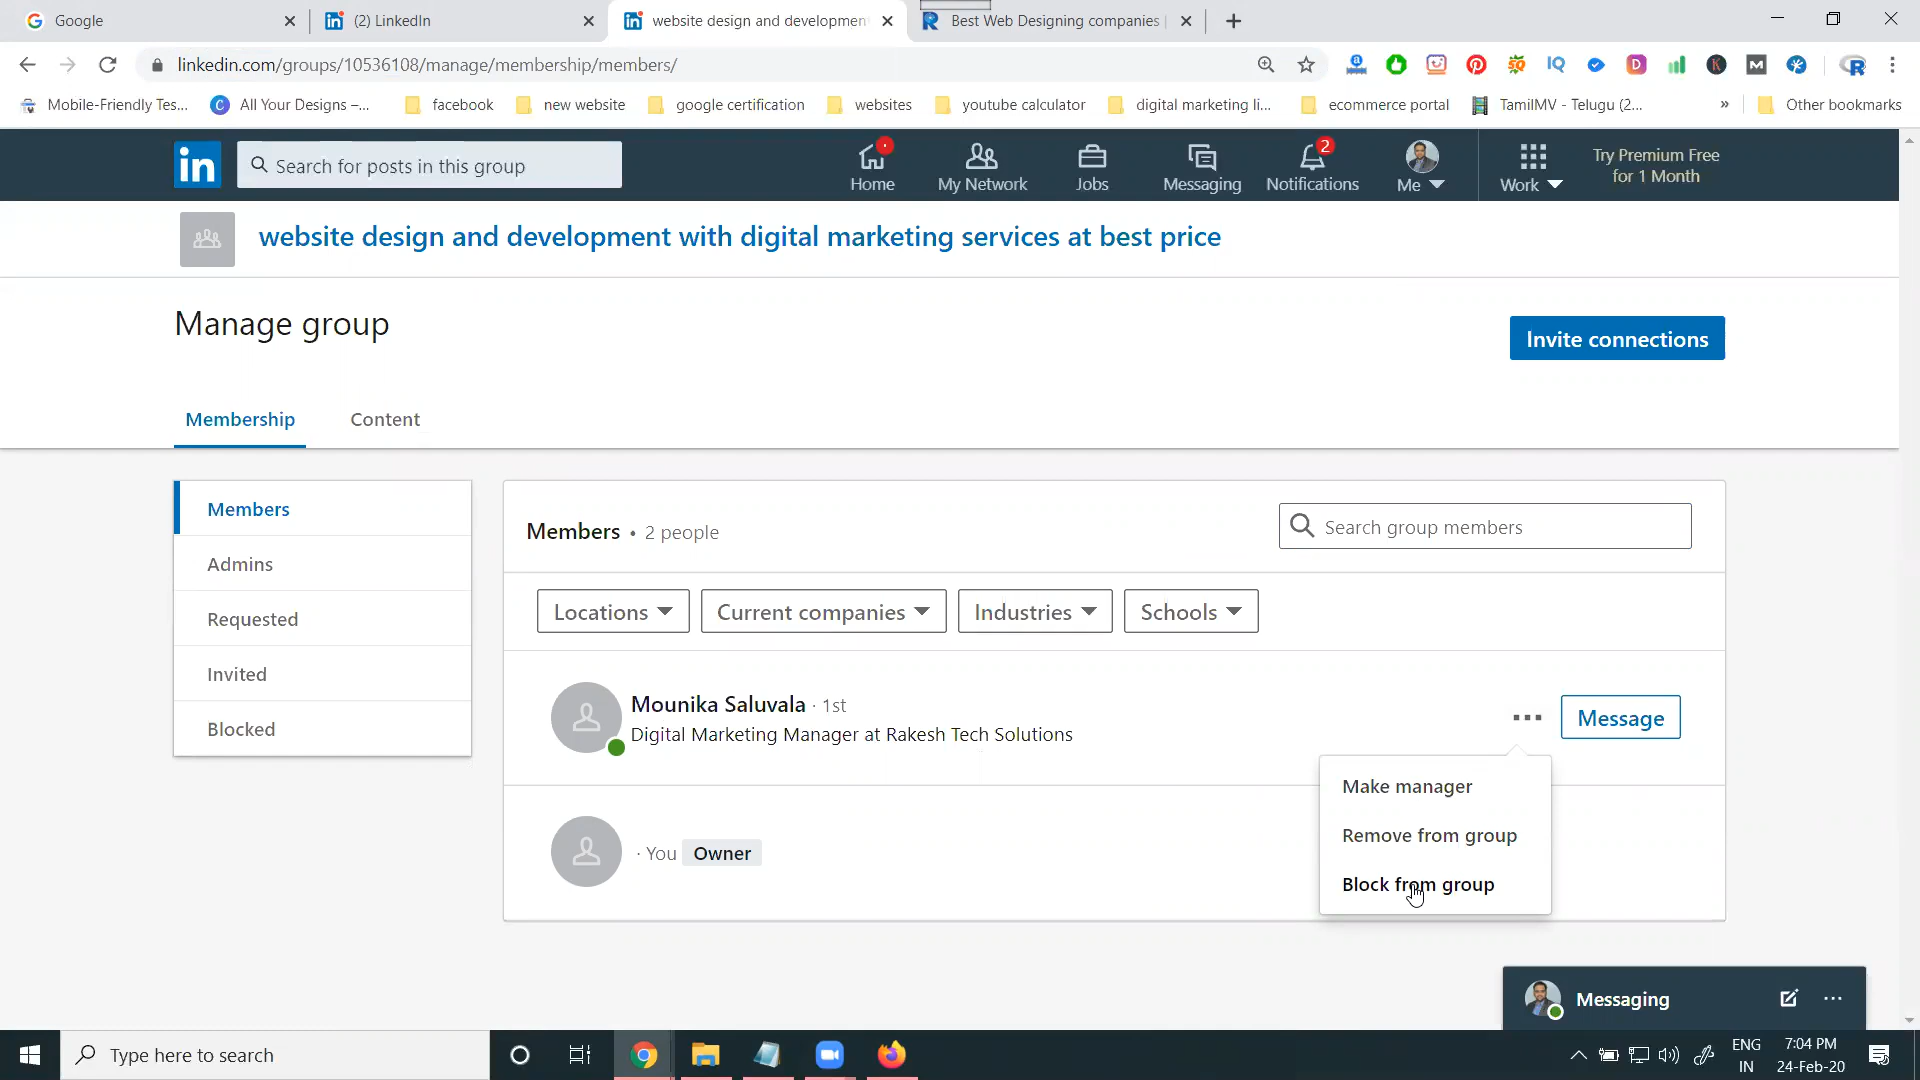 Google
(2) LinkedIn
website design and developmen
Best Web Designing companies
linkedin.com/groups/10536108/manage/membership/members/
Mobile-Friendly Tes...
All Your Designs –...
facebook
new website
google certification
websites
youtube calculator
digital marketing li...
ecommerce portal
TamilMV - Telugu (2...
»
Other bookmarks
in
Search for posts in this group
Home
My Network
Jobs
Messaging
2
Notifications
Me
Work
Try Premium Free
for 1 Month
website design and development with digital marketing services at best price
Manage group
Invite connections
Membership
Content
Members
Admins
Requested
Invited
Blocked
Members • 2 people
Search group members
Locations
Current companies
Industries
Schools
Mounika Saluvala · 1st
Digital Marketing Manager at Rakesh Tech Solutions
Message
Make manager
Remove from group
Block from group
· You Owner
Messaging
Type here to search
ENG
IN
7:04 PM
24-Feb-20